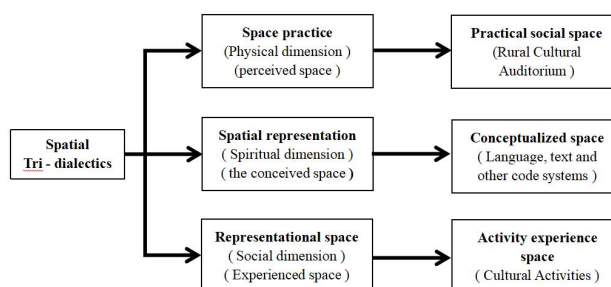 Space practice
(Physical dimension )
(perceived space )
Practical social space
(Rural Cultural
Auditorium )
Spatial
Tri - dialectics
Spatial representation
( Spiritual dimension )
( the conceived space )
Conceptualized space
( Language, text and
other code systems )
Representational space
( Social dimension )
( Experienced space )
Activity experience
space
( Cultural Activities )